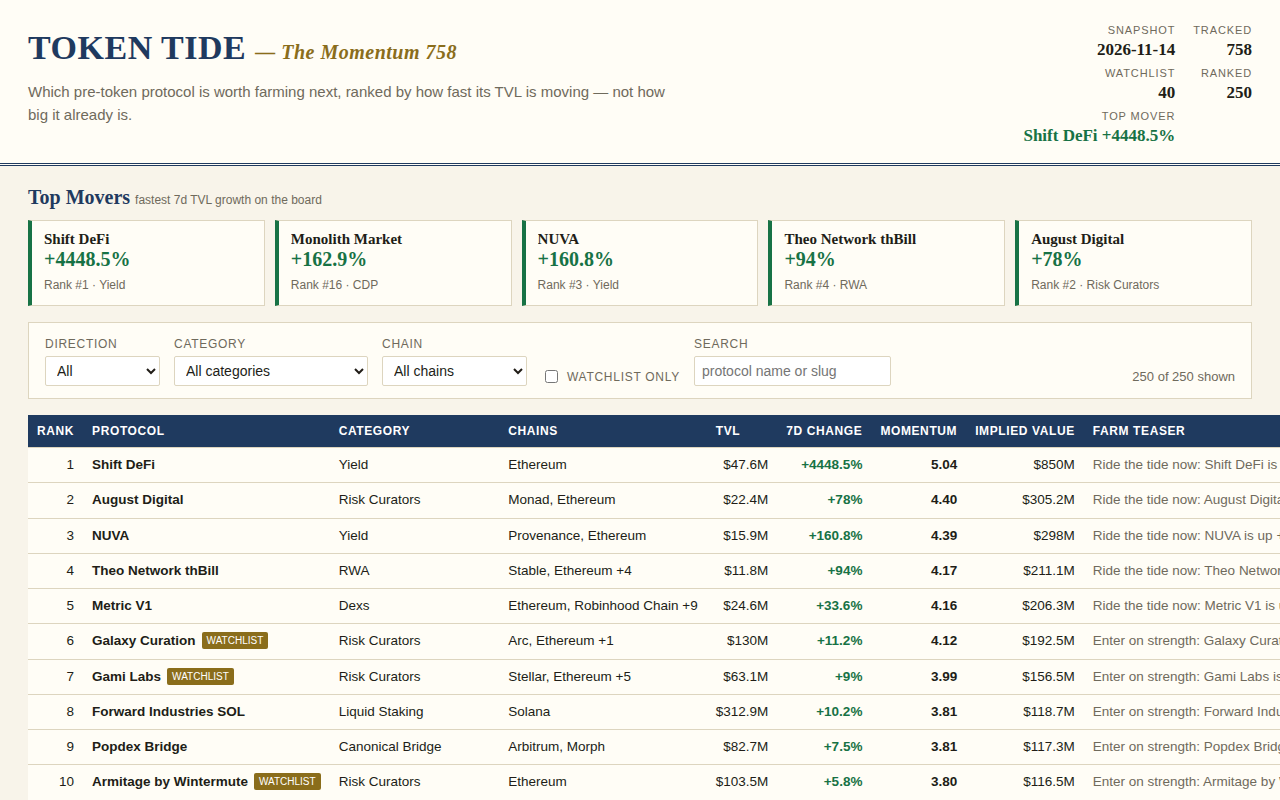 TOKEN TIDE — The Momentum 758
Which pre-token protocol is worth farming next, ranked by how fast its TVL is moving — not how
big it already is.
SNAPSHOT TRACKED
2026-11-14 758
WATCHLIST RANKED
40 250
TOP MOVER
Shift DeFi +4448.5%
Top Movers fastest 7d TVL growth on the board
Shift DeFi
+4448.5%
Rank #1 · Yield
Monolith Market
+162.9%
Rank #16 · CDP
NUVA
+160.8%
Rank #3 · Yield
Theo Network thBill
+94%
Rank #4 · RWA
August Digital
+78%
Rank #2 · Risk Curators
DIRECTION CATEGORY CHAIN SEARCH
All All categories All chains WATCHLIST ONLY protocol name or slug 250 of 250 shown
RANK PROTOCOL CATEGORY CHAINS TVL 7D CHANGE MOMENTUM IMPLIED VALUE FARM TEASER
1 Shift DeFi Yield Ethereum $47.6M +4448.5% 5.04 $850M Ride the tide now: Shift DeFi is
2 August Digital Risk Curators Monad, Ethereum $22.4M +78% 4.40 $305.2M Ride the tide now: August Digita
3 NUVA Yield Provenance, Ethereum $15.9M +160.8% 4.39 $298M Ride the tide now: NUVA is up
4 Theo Network thBill RWA Stable, Ethereum +4 $11.8M +94% 4.17 $211.1M Ride the tide now: Theo Networ
5 Metric V1 Dexs Ethereum, Robinhood Chain +9 $24.6M +33.6% 4.16 $206.3M Ride the tide now: Metric V1 is
6 Galaxy Curation WATCHLIST Risk Curators Arc, Ethereum +1 $130M +11.2% 4.12 $192.5M Enter on strength: Galaxy Cura
7 Gami Labs WATCHLIST Risk Curators Stellar, Ethereum +5 $63.1M +9% 3.99 $156.5M Enter on strength: Gami Labs is
8 Forward Industries SOL Liquid Staking Solana $312.9M +10.2% 3.81 $118.7M Enter on strength: Forward Indu
9 Popdex Bridge Canonical Bridge Arbitrum, Morph $82.7M +7.5% 3.81 $117.3M Enter on strength: Popdex Bridg
10 Armitage by Wintermute WATCHLIST Risk Curators Ethereum $103.5M +5.8% 3.80 $116.5M Enter on strength: Armitage by